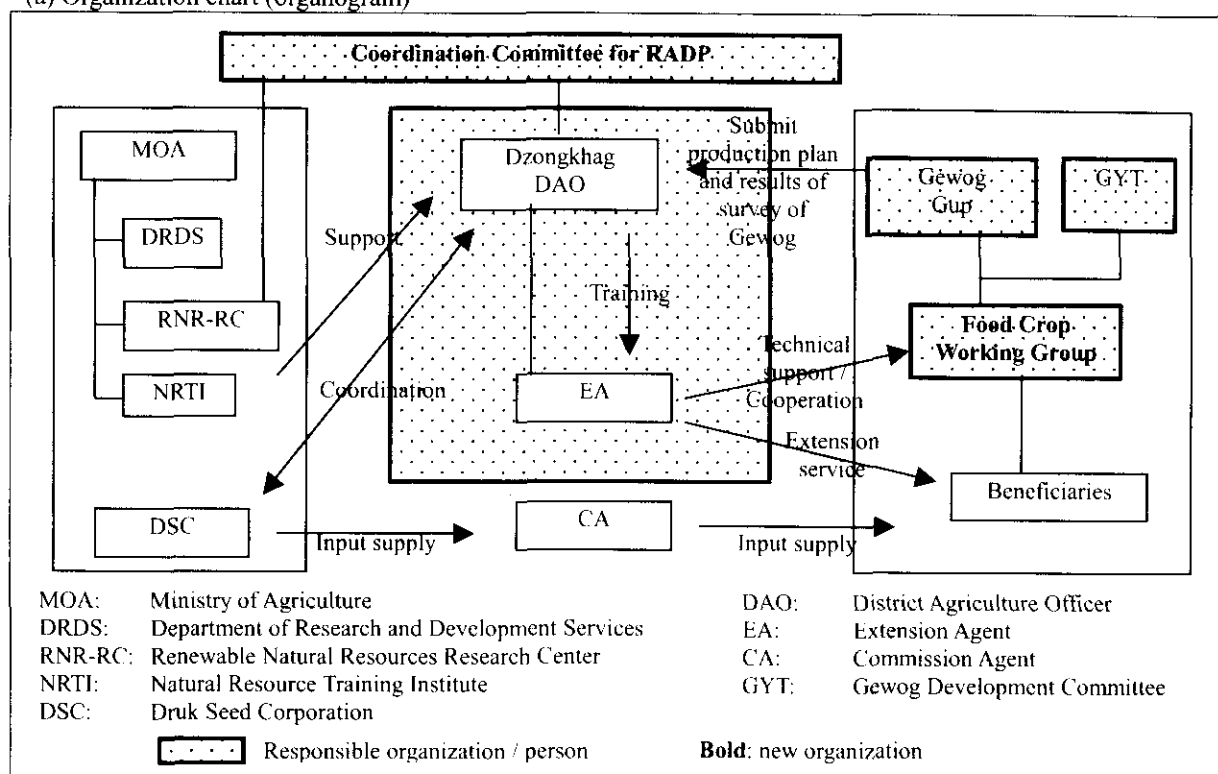 (a) Organization chart (organogram)
Coordination Committee for RADP
MOA
DRDS
RNR-RC
NRTI
DSC
Support
Coordination
Input supply
Dzongkhag
DAO
Training
EA
CA
Submit
production plan
and results of
survey of
Gewog
Technical
support /
Cooperation
Extension
service
Input supply
Gewog
Gup
GYT
Food Crop
Working Group
Beneficiaries
MOA: Ministry of Agriculture
DRDS: Department of Research and Development Services
RNR-RC: Renewable Natural Resources Research Center
NRTI: Natural Resource Training Institute
DSC: Druk Seed Corporation
DAO: District Agriculture Officer
EA: Extension Agent
CA: Commission Agent
GYT: Gewog Development Committee
Responsible organization / person
Bold: new organization